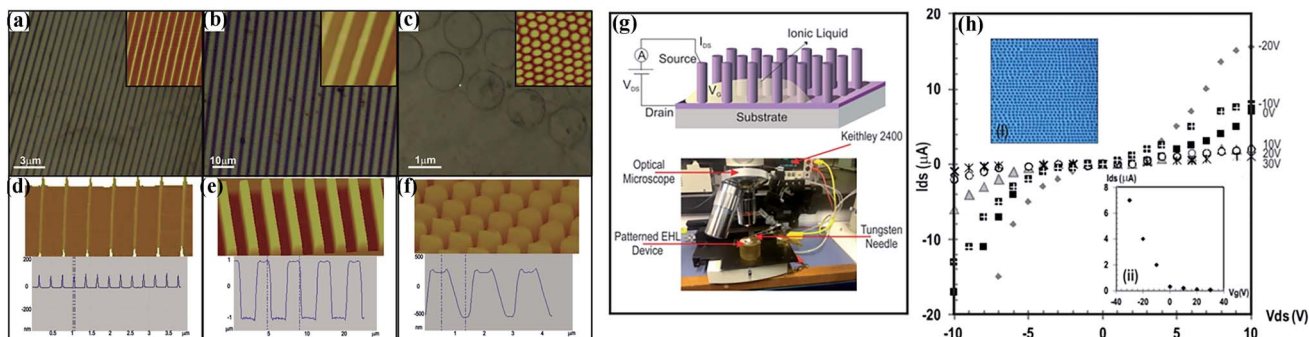 (a)
3μm
(b)
10μm
(c)
1μm
(d)
200
0
-200
nm
0.5
1
1.5
2
2.5
3
3.5
μm
(e)
1
-1
5
10
20
μm
(f)
500
-500
nm
1
2
3
4
μm
(g)
Ionic Liquid
I_DS
A
Source
V_DS
V_G
Drain
Substrate
Keithley 2400
Optical
Microscope
Patterned EHL
Device
Tungsten
Needle
(h)
20
10
0
-10
-20
Ids (μA)
-10
-5
0
5
10
Vds (V)
-20V
-10V
0V
10V
20V
30V
(i)
Ids (μA)
8
6
4
2
0
-40
-20
0
20
40
Vg(V)
(ii)